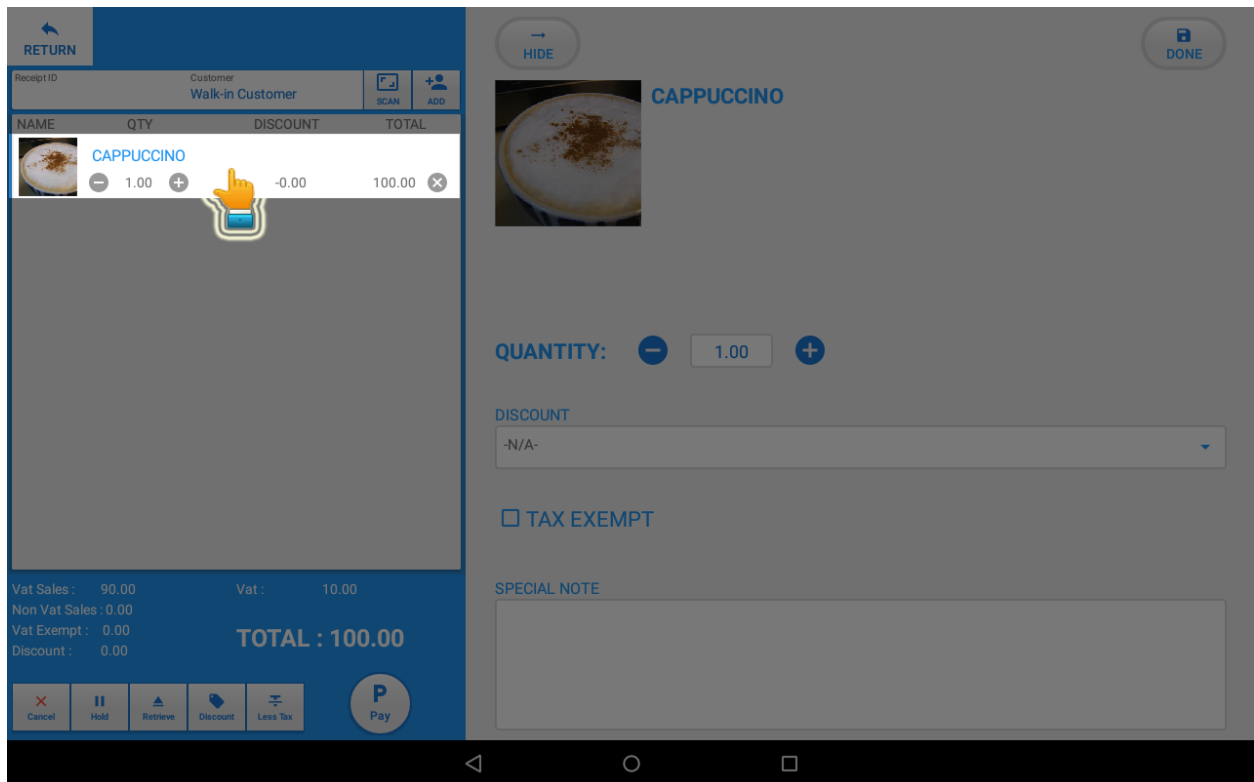 RETURN
Receipt ID
Customer
Walk-in Customer
SCAN
ADD
NAME QTY DISCOUNT TOTAL
CAPPUCCINO
1.00 -0.00 100.00
Vat Sales : 90.00 Vat : 10.00
Non Vat Sales : 0.00
Vat Exempt : 0.00
TOTAL : 100.00
Discount : 0.00
Cancel
Hold
Retrieve
Discount
Less Tax
P
Pay
HIDE
DONE
CAPPUCCINO
QUANTITY: 1.00
DISCOUNT
-N/A-
TAX EXEMPT
SPECIAL NOTE